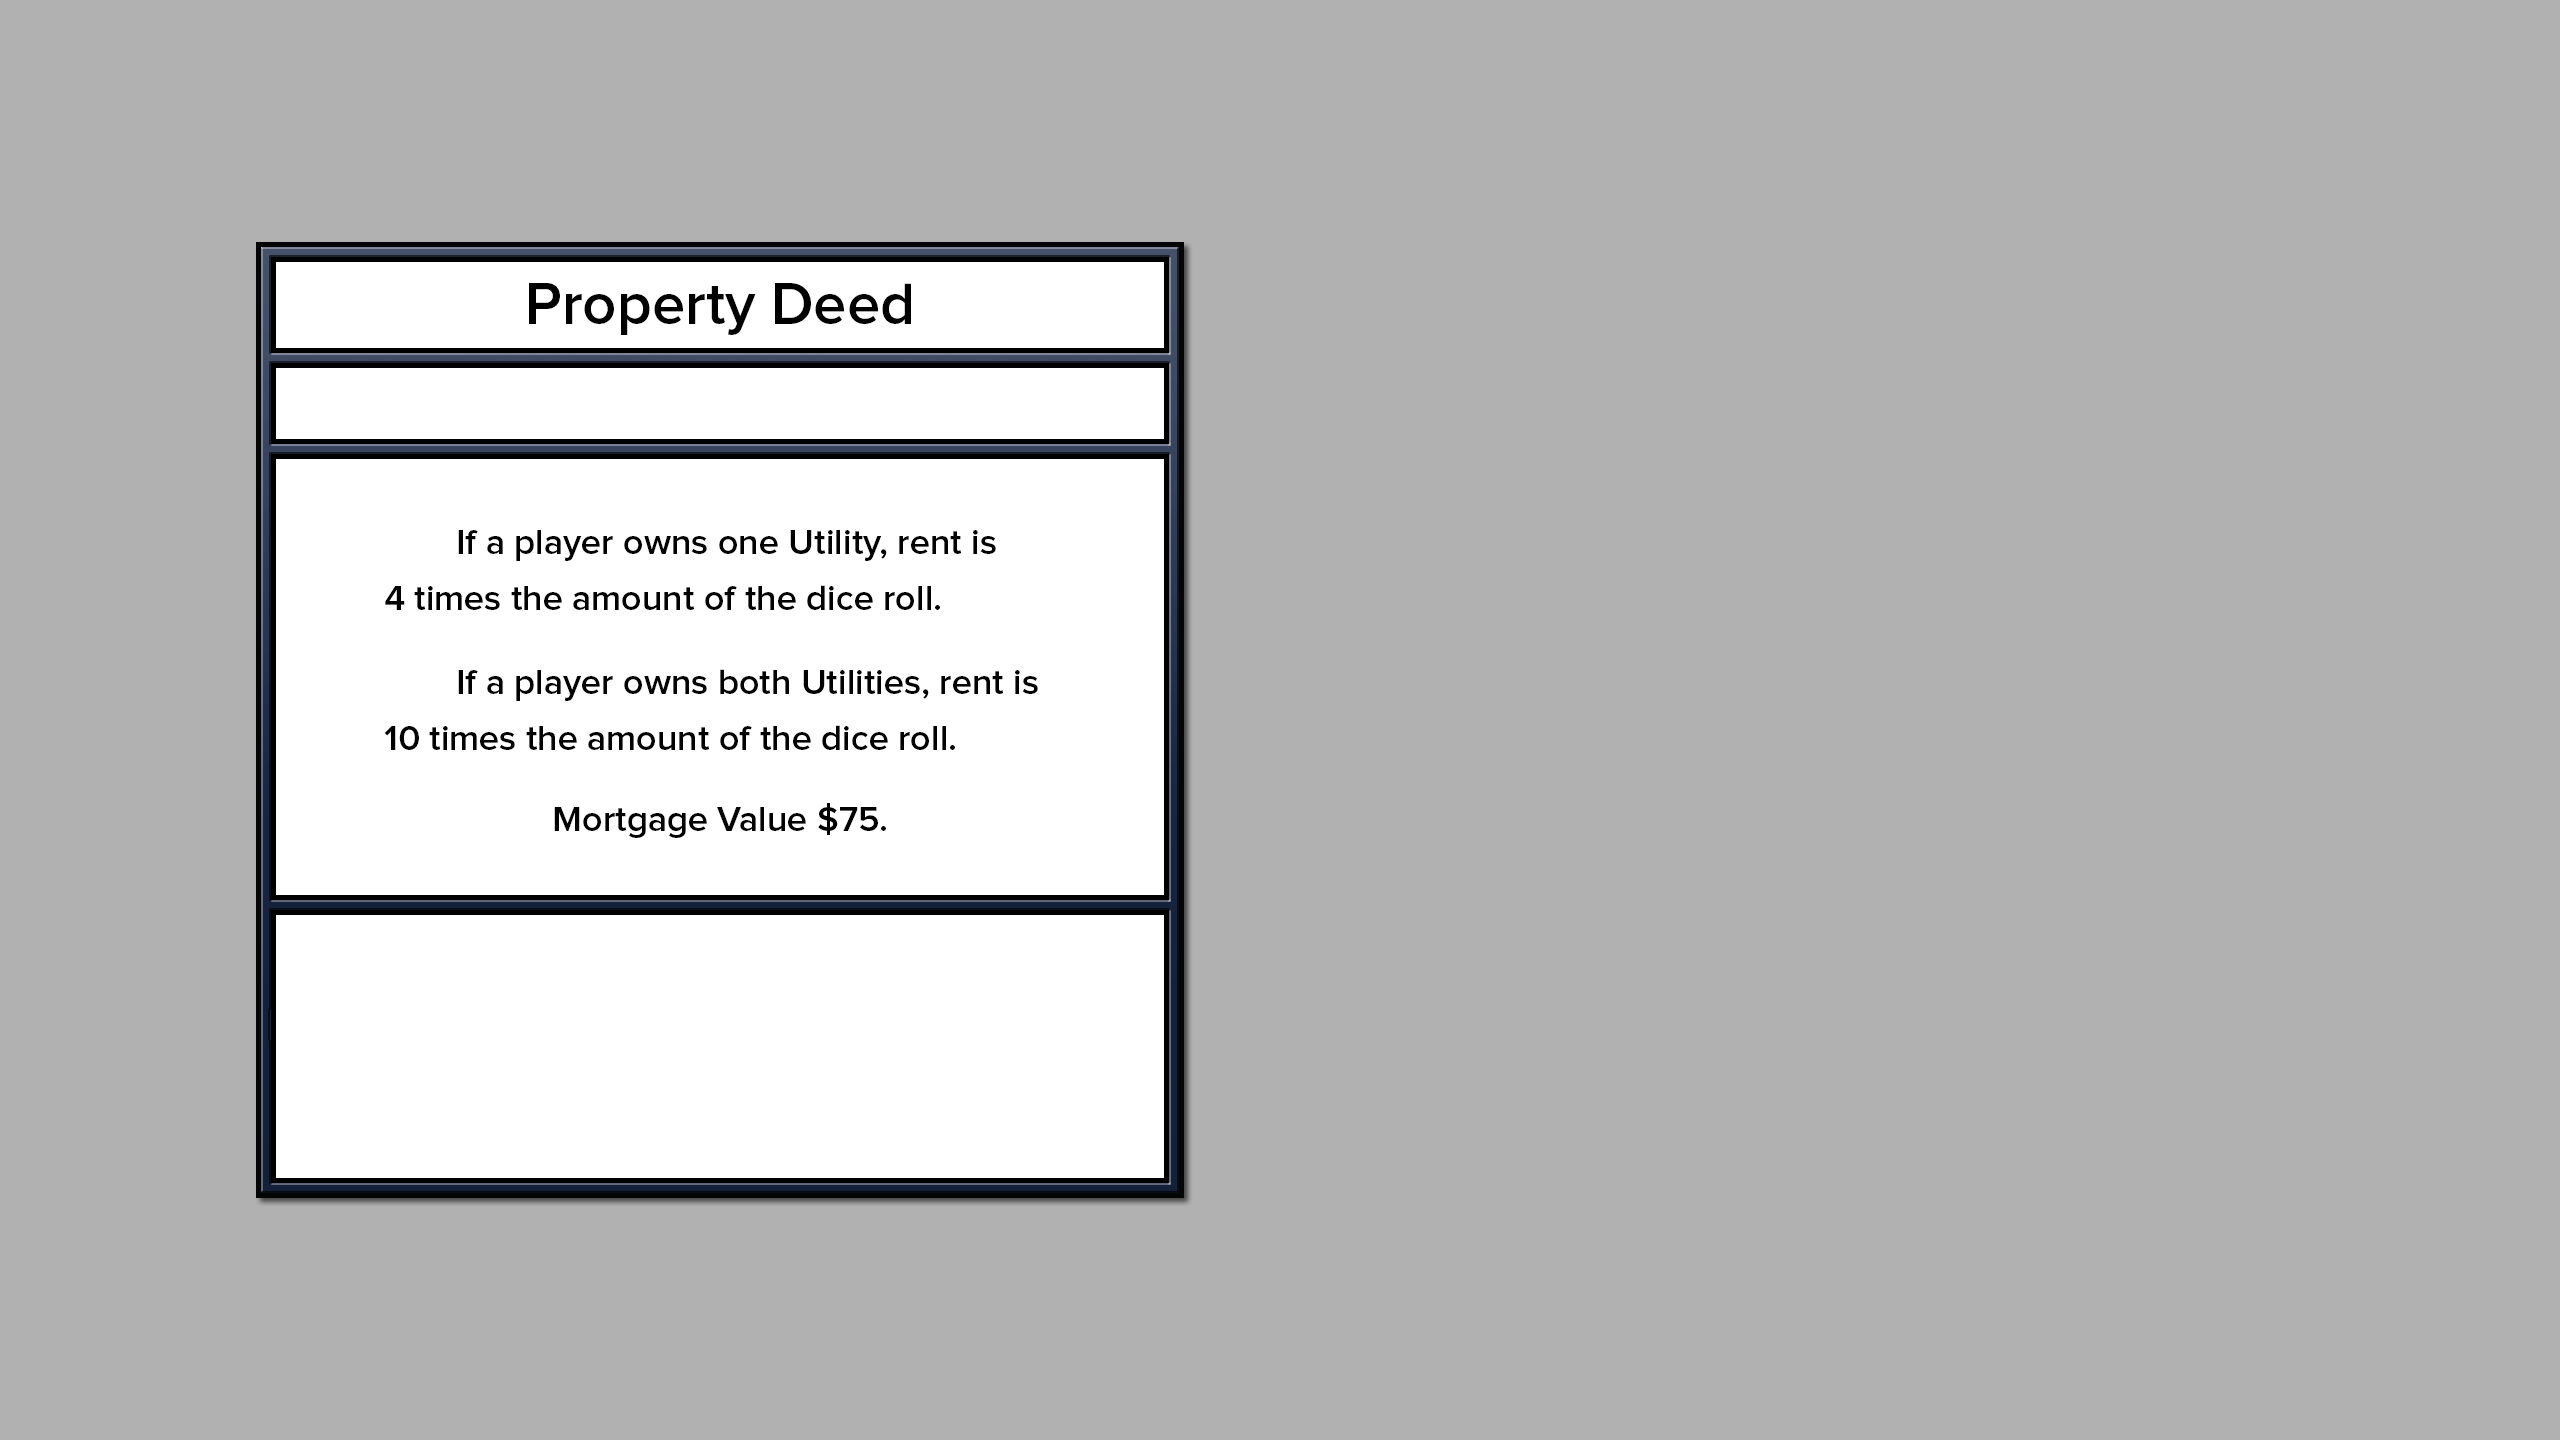 Property Deed
If a player owns one Utility, rent is
4 times the amount of the dice roll.
If a player owns both Utilities, rent is
10 times the amount of the dice roll.
Mortgage Value $75.